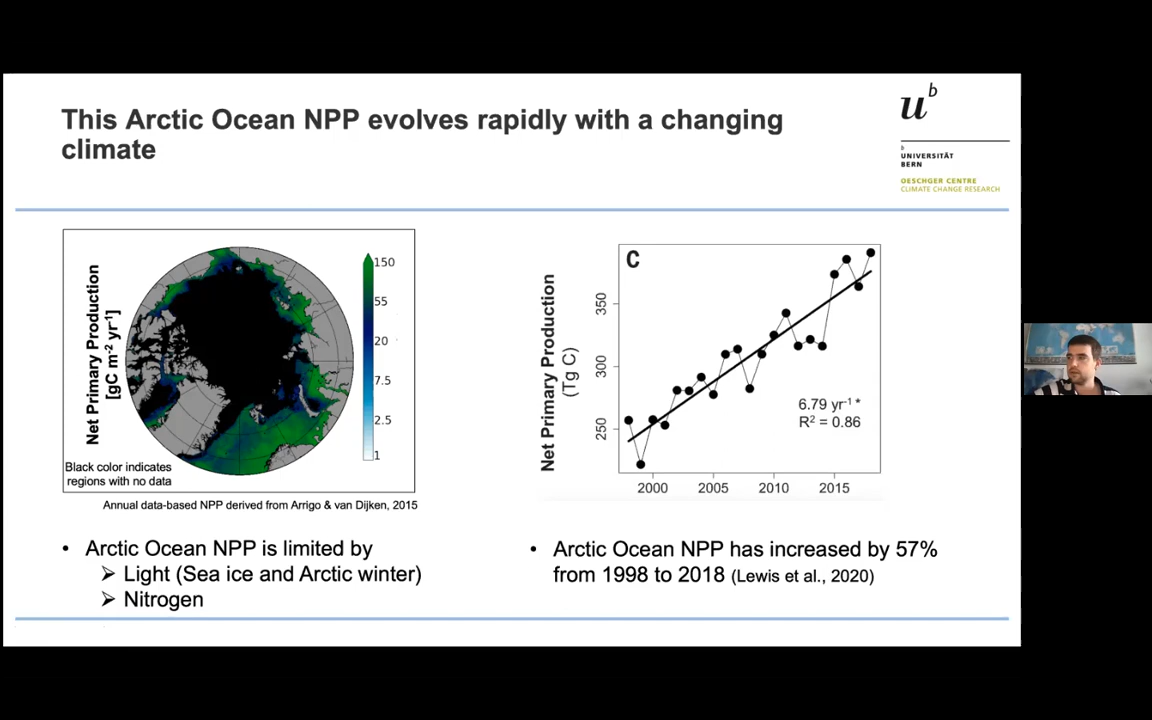 This Arctic Ocean NPP evolves rapidly with a changing
climate
u
b
b
UNIVERSITÄT
BERN
OESCHGER CENTRE
CLIMATE CHANGE RESEARCH
Net Primary Production
[gC m⁻² yr⁻¹]
150
55
20
7.5
2.5
1
Black color indicates
regions with no data
Annual data-based NPP derived from Arrigo & van Dijken, 2015
C
Net Primary Production
(Tg C)
350
300
250
6.79 yr⁻¹ *
R² = 0.86
2000
2005
2010
2015
• Arctic Ocean NPP is limited by
➢ Light (Sea ice and Arctic winter)
➢ Nitrogen
• Arctic Ocean NPP has increased by 57%
from 1998 to 2018 (Lewis et al., 2020)